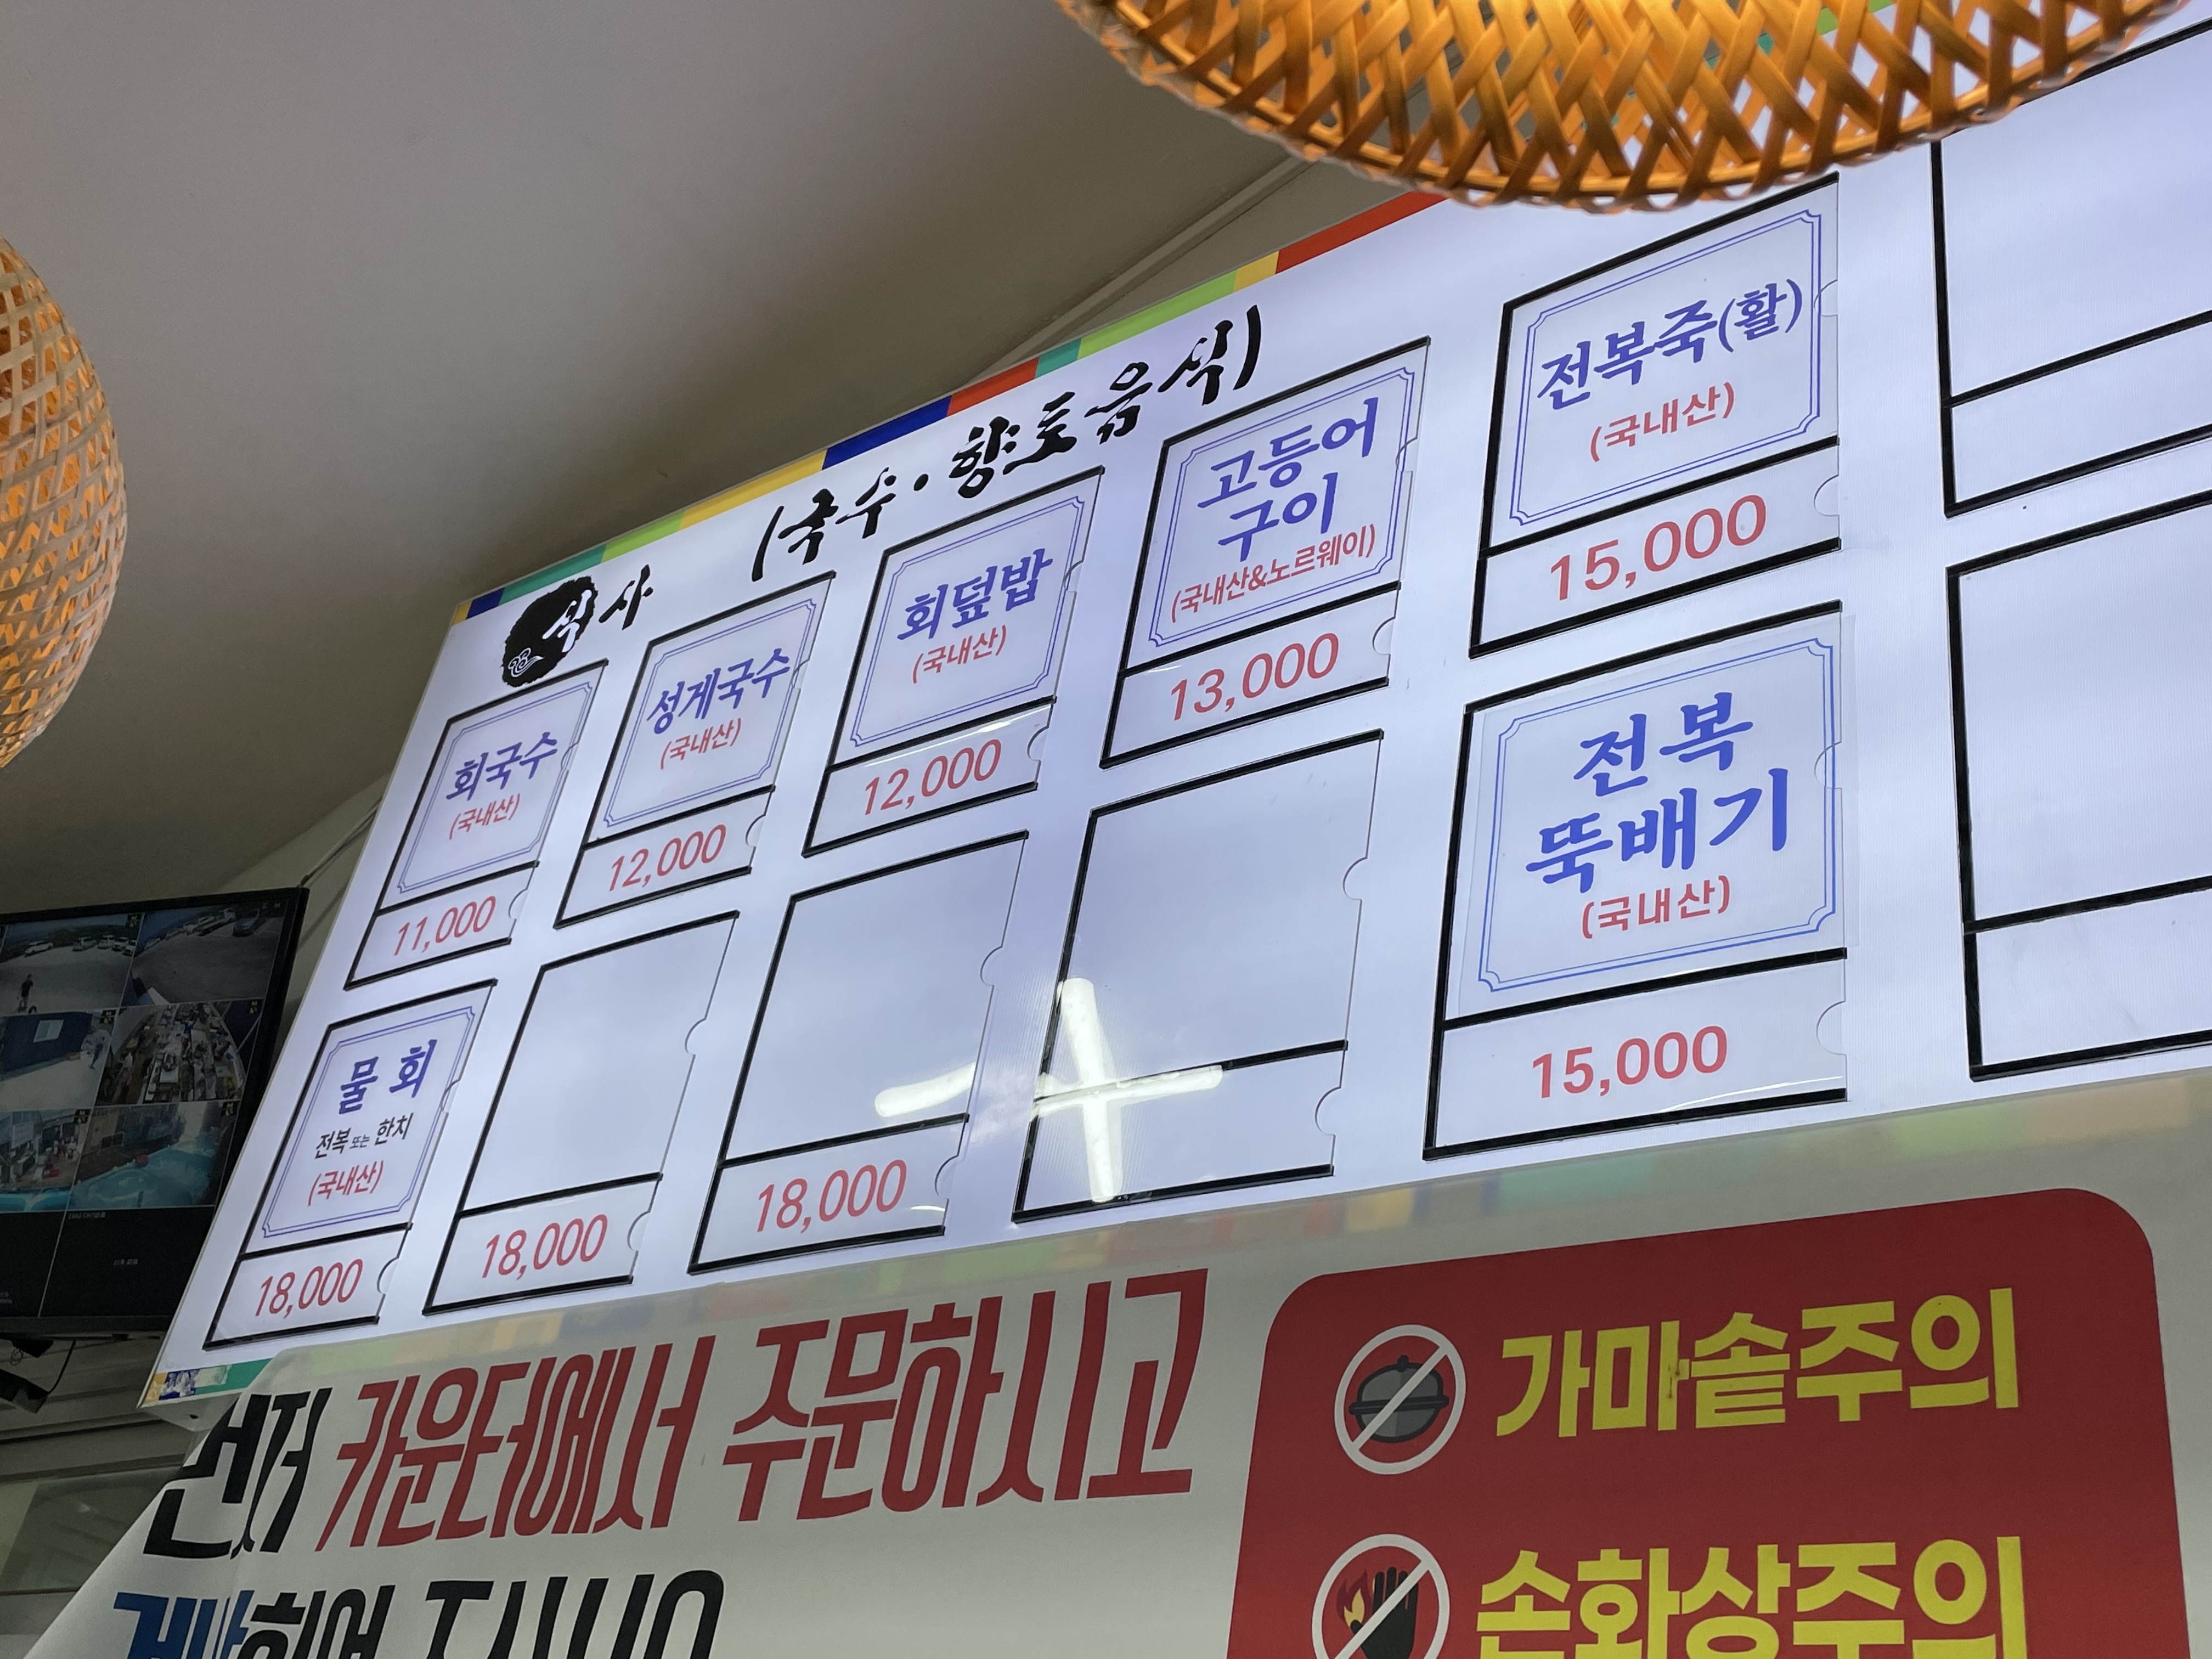 식사
(국수·향토음식)
회국수
(국내산)
11,000
성게국수
(국내산)
12,000
회덮밥
(국내산)
12,000
고등어
구이
(국내산&노르웨이)
13,000
전복죽(활)
(국내산)
15,000
물회
전복 또는 한치
(국내산)
18,000
18,000
18,000
전복
뚝배기
(국내산)
15,000
먼저 카운터에서 주문하시고
가마솥주의
손화상주의